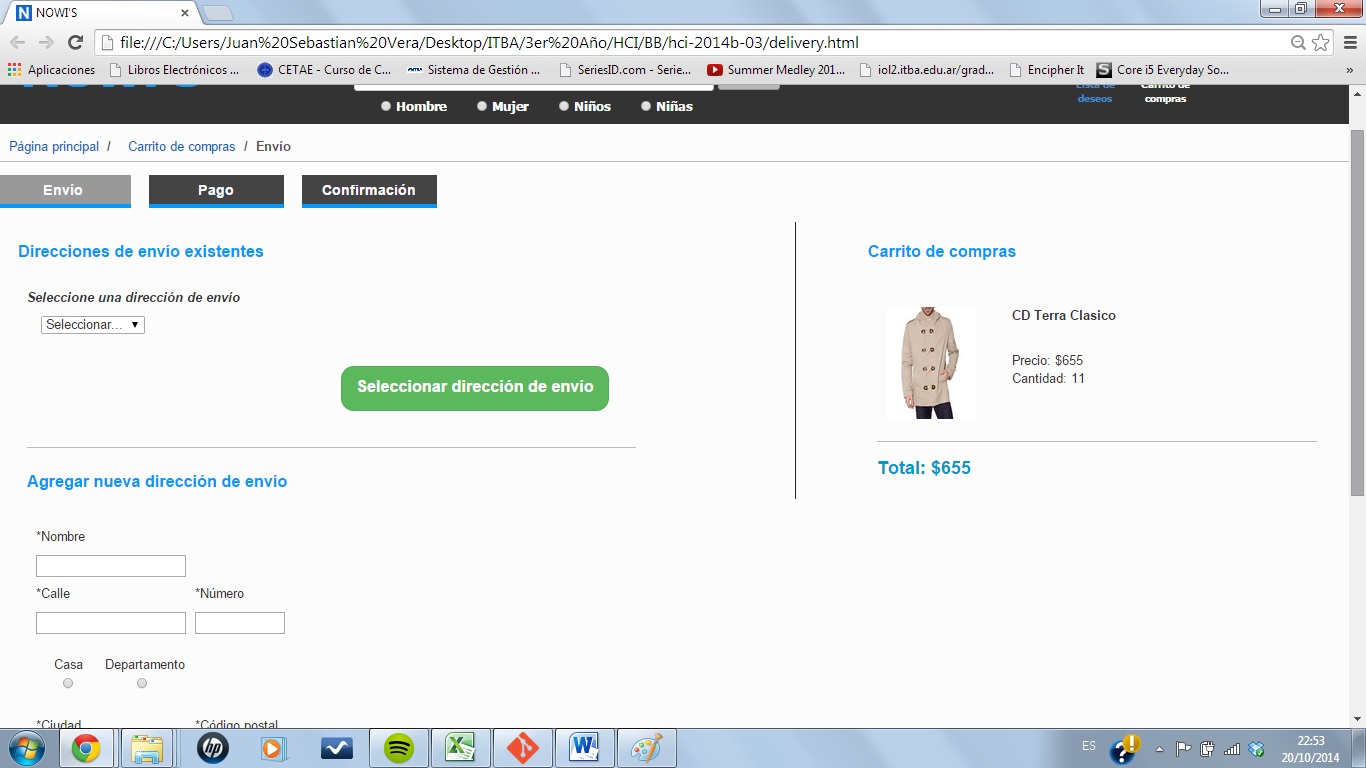 NOWI'S
file:///C:/Users/Juan%20Sebastian%20Vera/Desktop/ITBA/3er%20Año/HCI/BB/hci-2014b-03/delivery.html
Aplicaciones Libros Electrónicos ... CETAE - Curso de C... Sistema de Gestión ... SeriesID.com - Serie... Summer Medley 201... iol2.itba.edu.ar/grad... Encipher It Core i5 Everyday So... »
Hombre Mujer Niños Niñas
Lista de deseos
Carrito de compras
Página principal / Carrito de compras / Envío
Envío Pago Confirmación
Direcciones de envío existentes
Seleccione una dirección de envío
Seleccionar...
Seleccionar dirección de envío
Agregar nueva dirección de envío
*Nombre
*Calle *Número
Casa Departamento
*Ciudad *Código postal
Carrito de compras
CD Terra Clasico
Precio: $655
Cantidad: 11
Total: $655
ES
22:53
20/10/2014